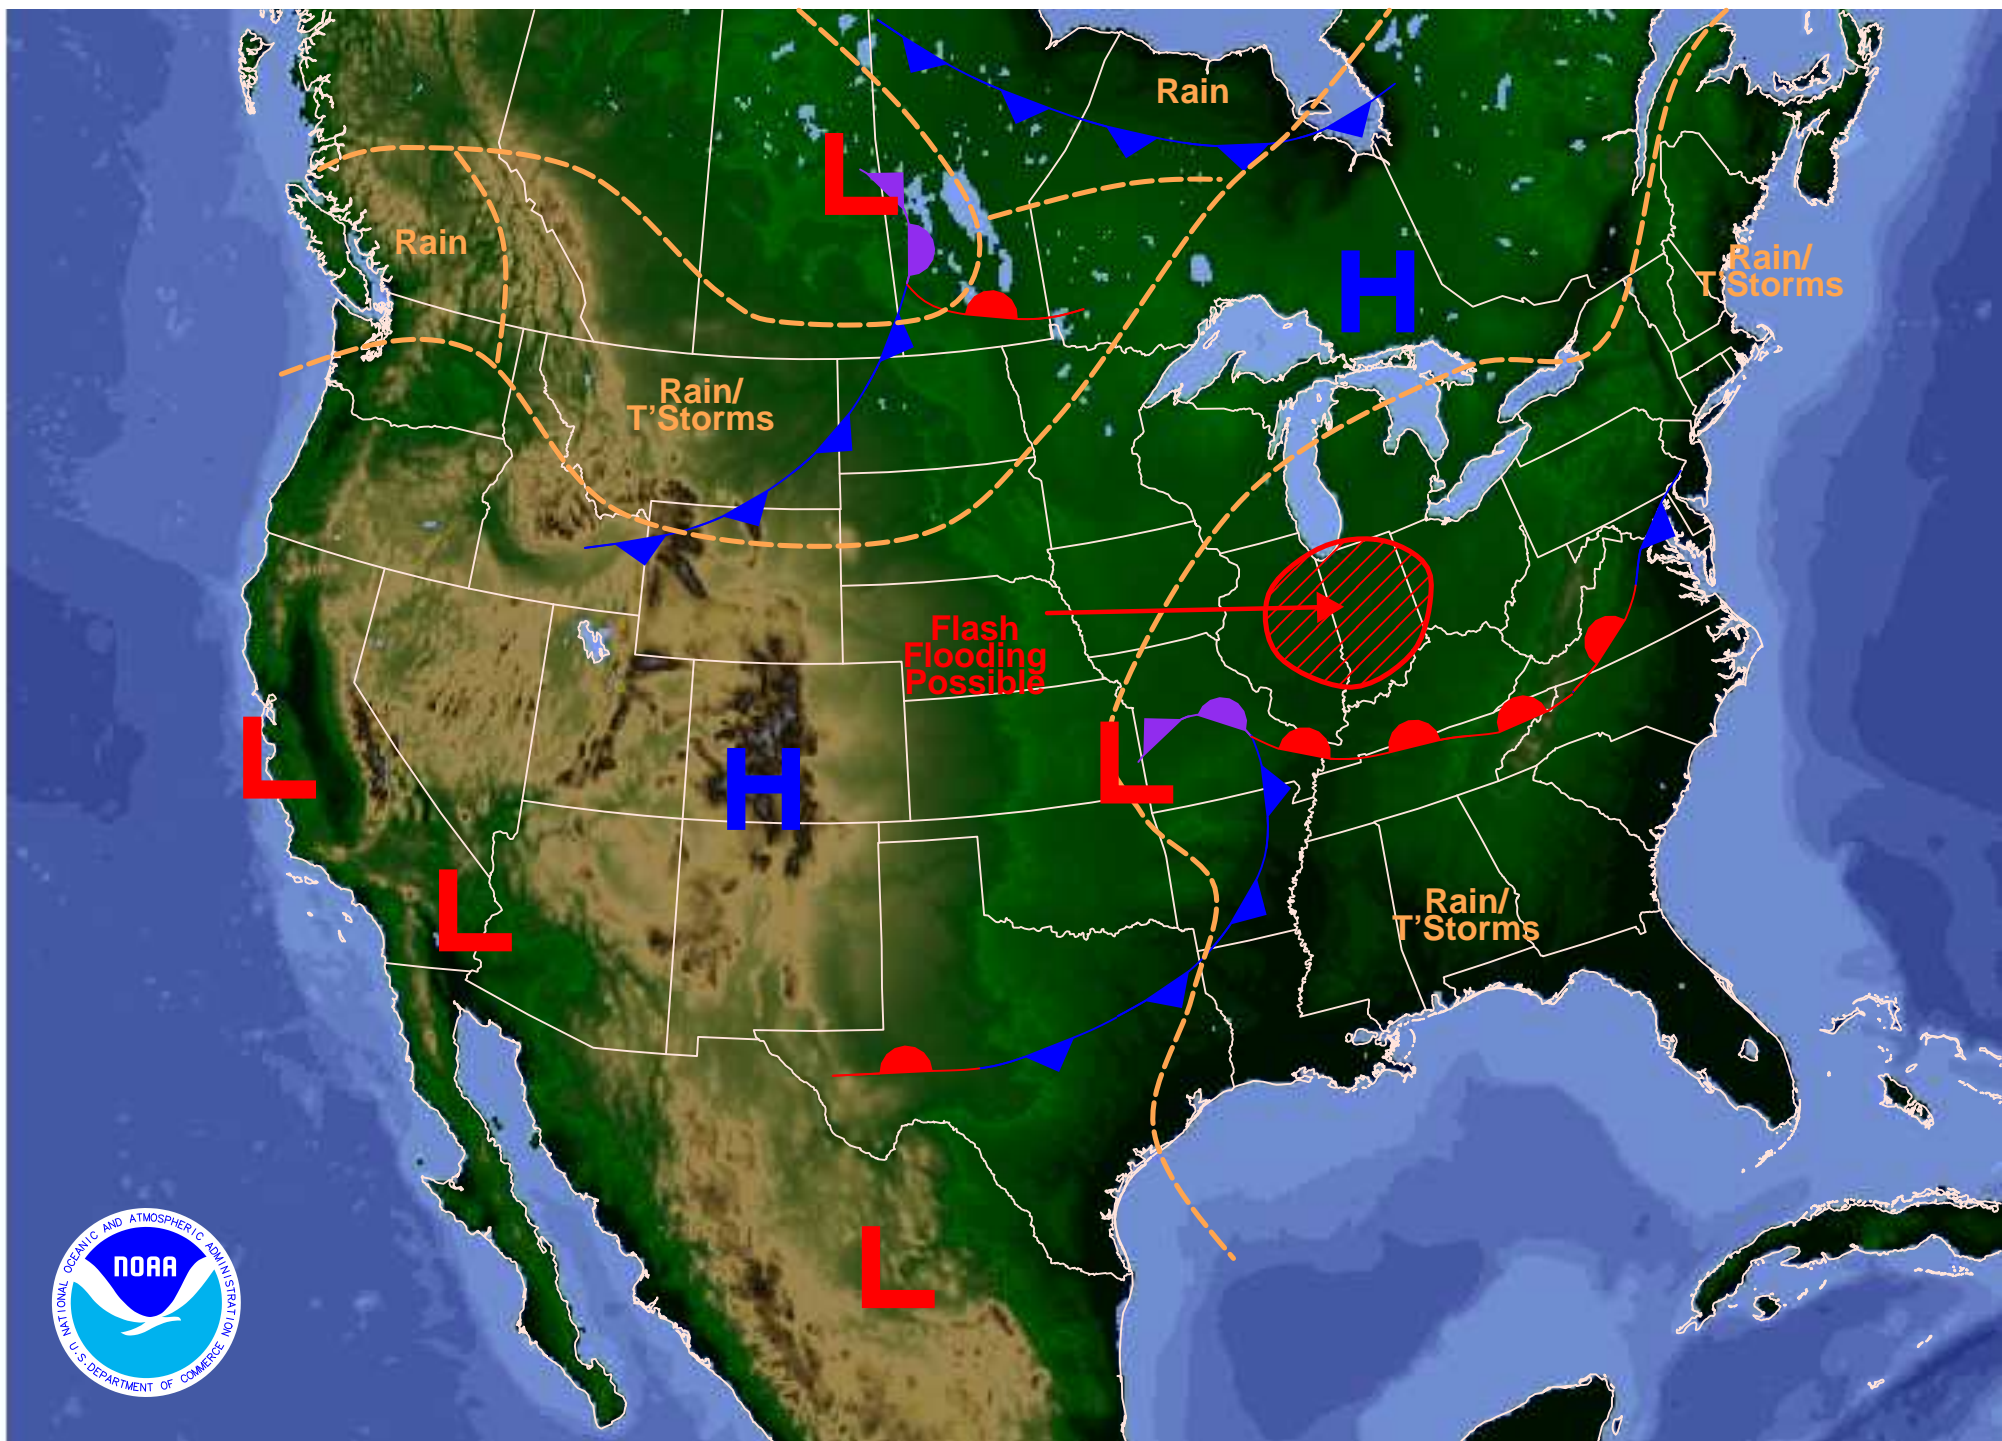 Rain
L
Rain
Rain/
T'Storms
H
Rain/
T'Storms
Flash
Flooding
Possible
L
H
L
L
Rain/
T'Storms
L
NATIONAL OCEANIC AND ATMOSPHERIC ADMINISTRATION
NOAA
U.S. DEPARTMENT OF COMMERCE